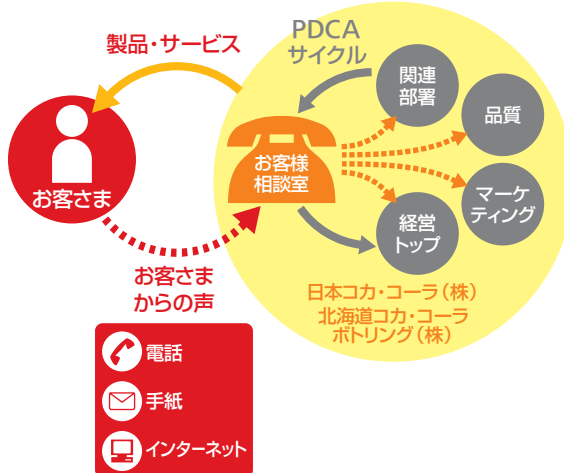 製品・サービス
PDCA
サイクル
関連
部署
品質
お客さま
お客様
相談室
マーケ
ティング
経営
トップ
お客さま
からの声
日本コカ・コーラ(株)
北海道コカ・コーラ
ボトリング(株)
電話
手紙
インターネット